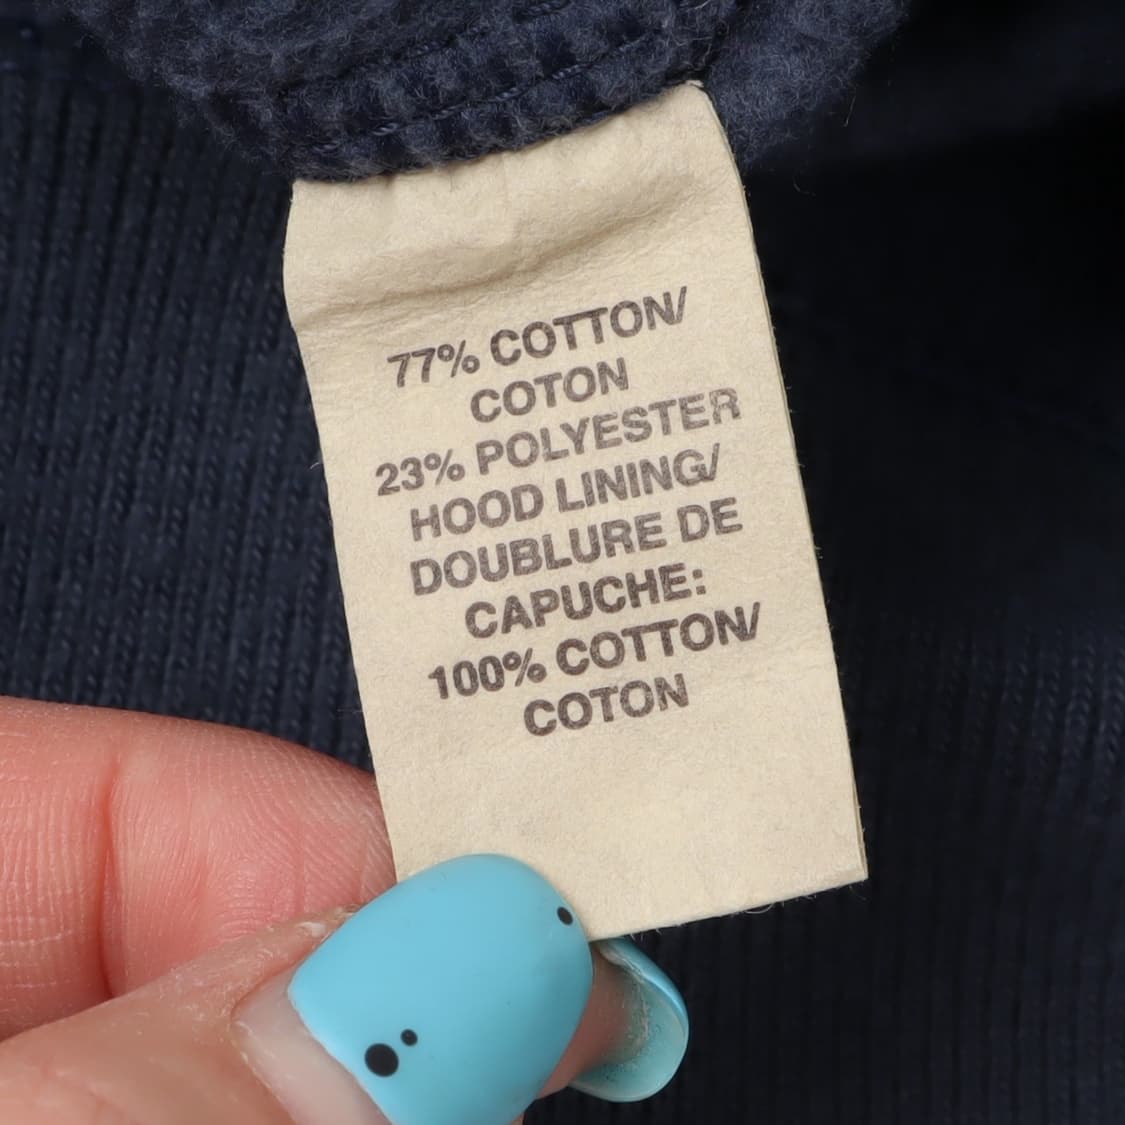 77% COTTON/
COTON
23% POLYESTER
HOOD LINING/
DOUBLURE DE
CAPUCHE:
100% COTTON/
COTON